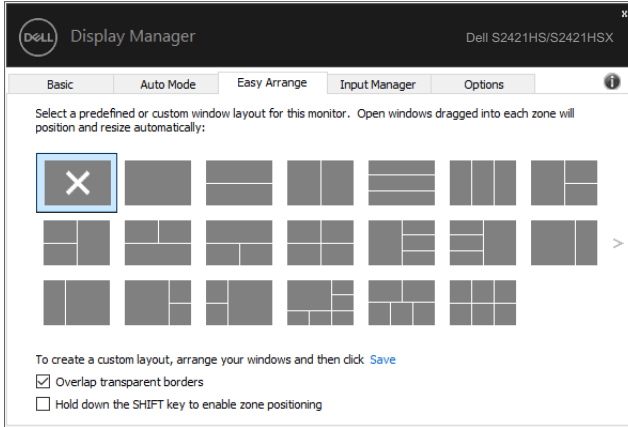 x
DELL Display Manager Dell S2421HS/S2421HSX
Basic Auto Mode Easy Arrange Input Manager Options i
Select a predefined or custom window layout for this monitor. Open windows dragged into each zone will
position and resize automatically:
>
To create a custom layout, arrange your windows and then click Save
Overlap transparent borders
Hold down the SHIFT key to enable zone positioning